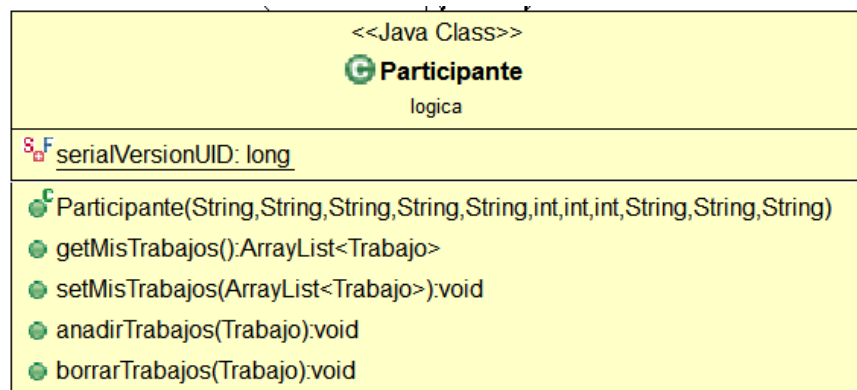 <<Java Class>>
C Participante
logica
S F serialVersionUID: long
C Participante(String,String,String,String,String,int,int,int,String,String,String)
getMisTrabajos():ArrayList<Trabajo>
setMisTrabajos(ArrayList<Trabajo>):void
anadirTrabajos(Trabajo):void
borrarTrabajos(Trabajo):void